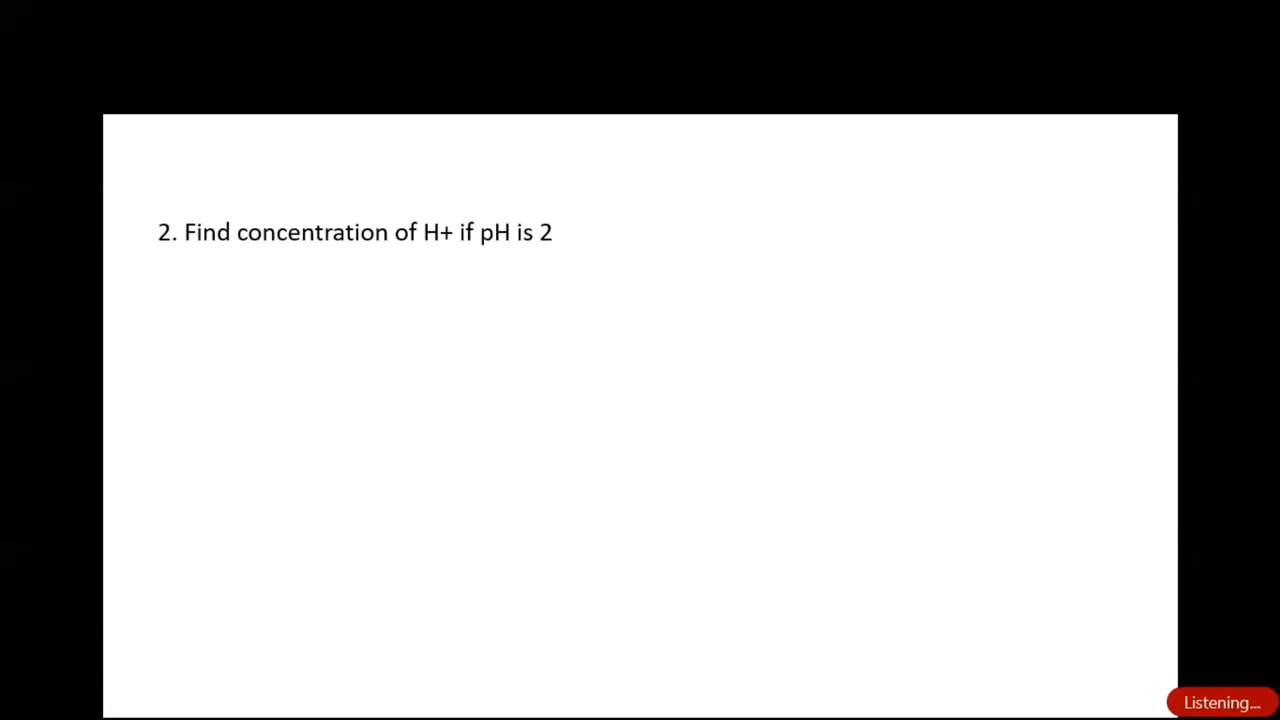 2. Find concentration of H+ if pH is 2
Listening...